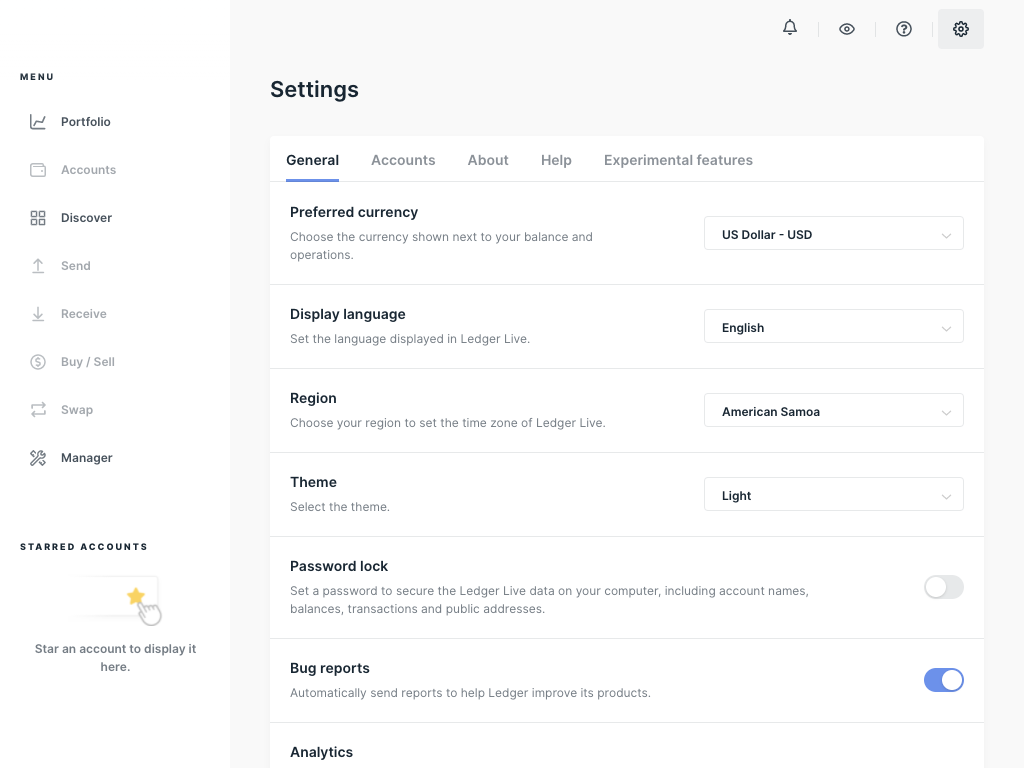 MENU
Portfolio
Accounts
Discover
Send
Receive
Buy / Sell
Swap
Manager
STARRED ACCOUNTS
Star an account to display it
here.
Settings
General
Accounts
About
Help
Experimental features
Preferred currency
Choose the currency shown next to your balance and
operations.
US Dollar - USD
Display language
Set the language displayed in Ledger Live.
English
Region
Choose your region to set the time zone of Ledger Live.
American Samoa
Theme
Select the theme.
Light
Password lock
Set a password to secure the Ledger Live data on your computer, including account names,
balances, transactions and public addresses.
Bug reports
Automatically send reports to help Ledger improve its products.
Analytics